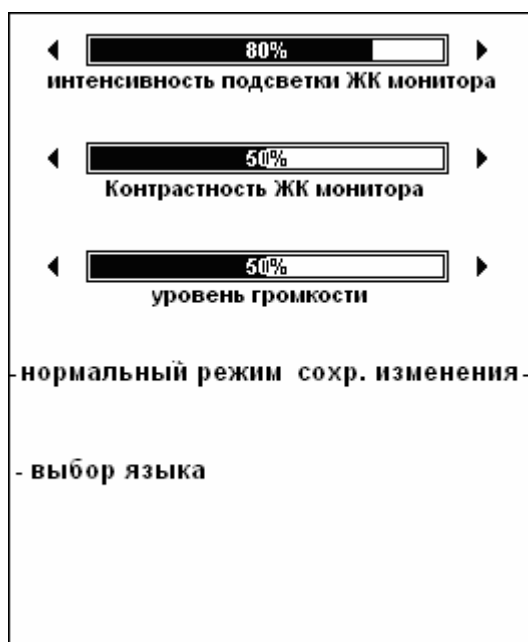 80%
интенсивность подсветки ЖК монитора
50%
Контрастность ЖК монитора
50%
уровень громкости
-нормальный режим сохр. изменения-
- выбор языка